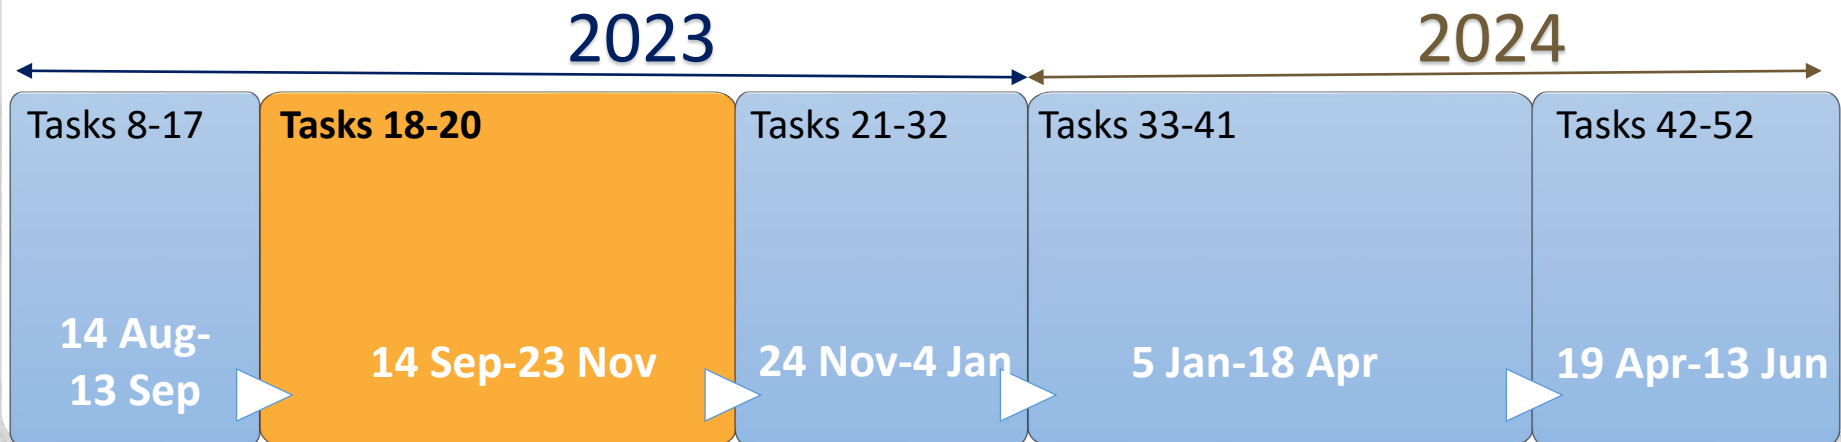 2023
2024
Tasks 8-17
Tasks 18-20
Tasks 21-32
Tasks 33-41
Tasks 42-52
14 Aug-
13 Sep
14 Sep-23 Nov
24 Nov-4 Jan
5 Jan-18 Apr
19 Apr-13 Jun